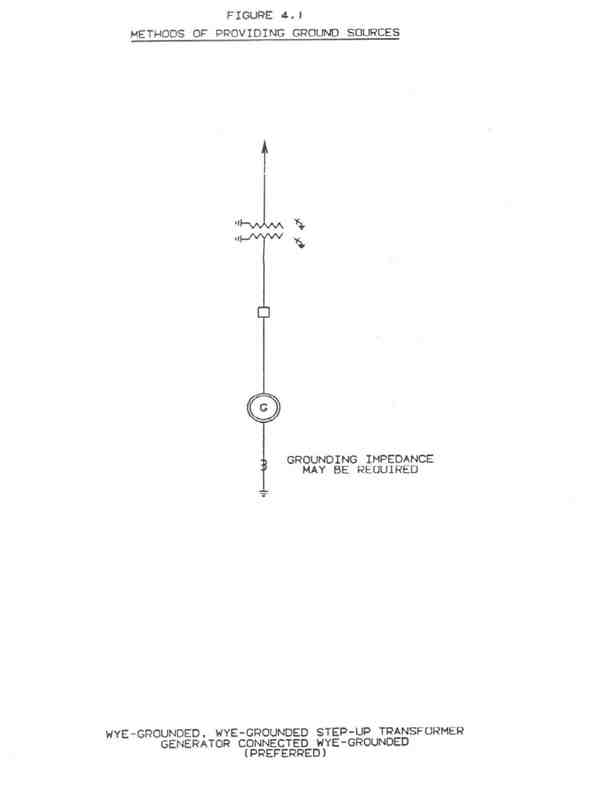 FIGURE 4.1
METHODS OF PROVIDING GROUND SOURCES
G
GROUNDING IMPEDANCE
MAY BE REQUIRED
WYE-GROUNDED, WYE-GROUNDED STEP-UP TRANSFORMER
GENERATOR CONNECTED WYE-GROUNDED
(PREFERRED)